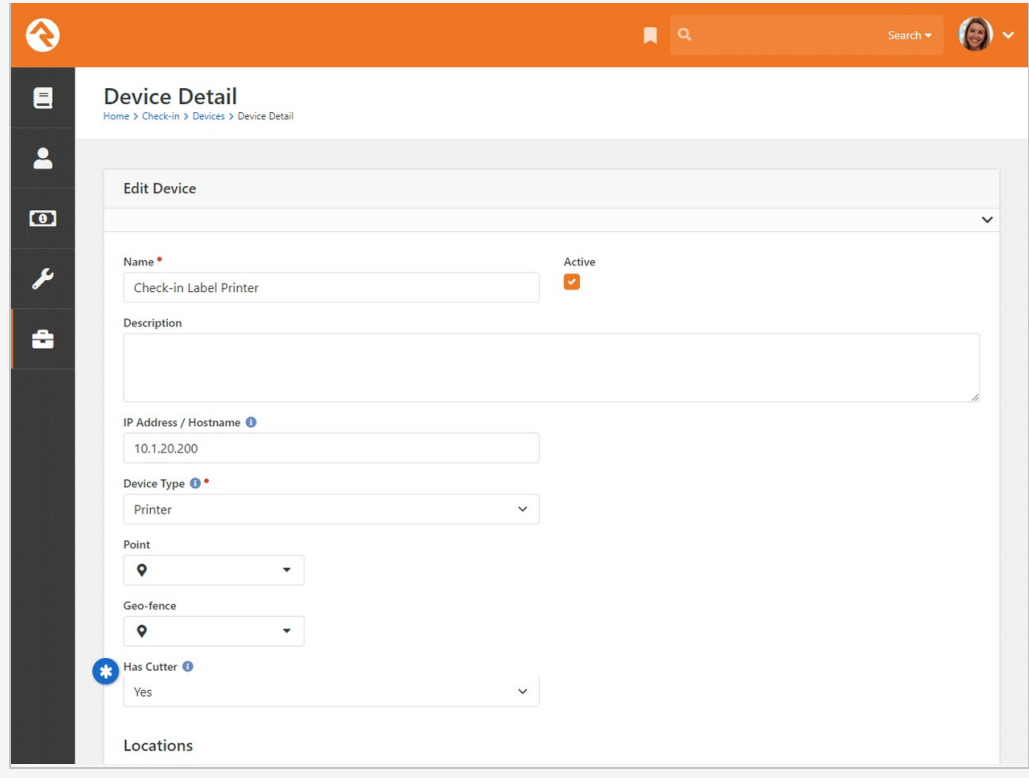 Search
Device Detail
Home > Check-in > Devices > Device Detail
Edit Device
Name
Active
Check-in Label Printer
Description
IP Address / Hostname
10.1.20.200
Device Type
Printer
Point
Geo-fence
Has Cutter
Yes
Locations